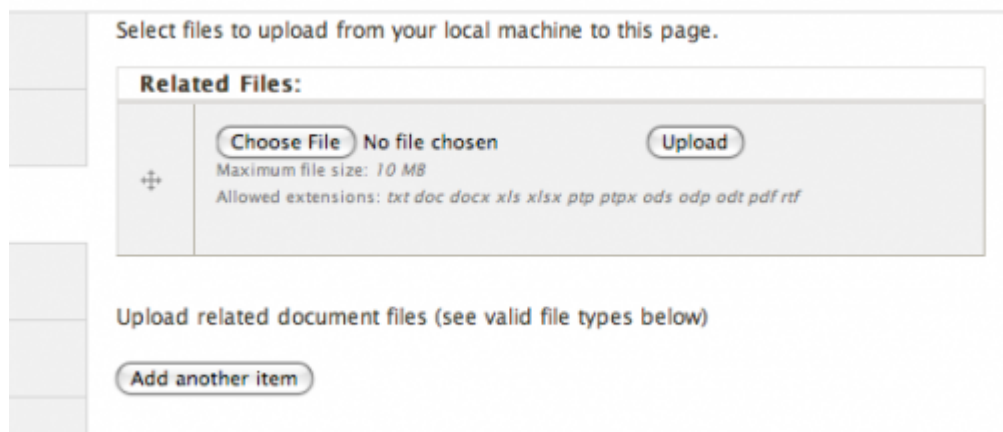 Select files to upload from your local machine to this page.
Related Files:
Choose File No file chosen Upload
Maximum file size: 10 MB
Allowed extensions: txt doc docx xls xlsx ptp ptpx ods odp odt pdf rtf
Upload related document files (see valid file types below)
Add another item